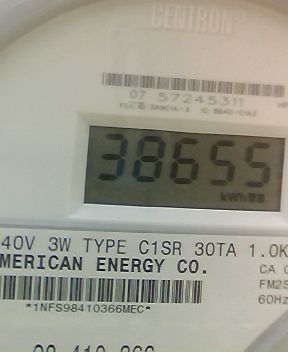 CENTRON
07 57245311
38655
kWh
40V 3W TYPE C1SR 30TA 1.0K
MERICAN ENERGY CO.
CA
FM2S
60Hz
*1NFS98410366MEC*